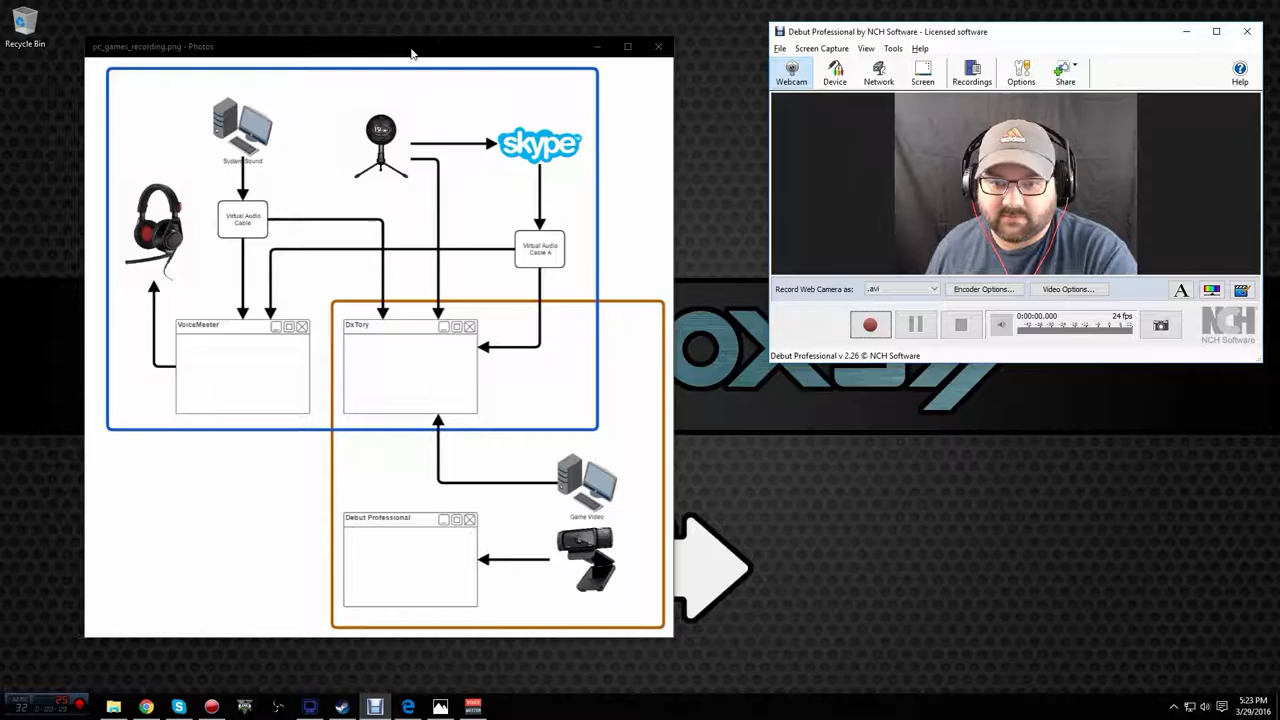 Recycle Bin
pc_games_recording.png - Photos
System Sound
skype
Virtual Audio
Cable
Virtual Audio
Cable A
VoiceMeeter
DxTory
Game Video
Debut Professional
Debut Professional by NCH Software - Licensed software
File Screen Capture View Tools Help
Webcam Device Network Screen Recordings Options Share Help
Record Web Camera as: .avi Encoder Options... Video Options... A
0:00:00.000 24 fps
NCH Software
Debut Professional v 2.26 © NCH Software
5:23 PM
3/29/2016